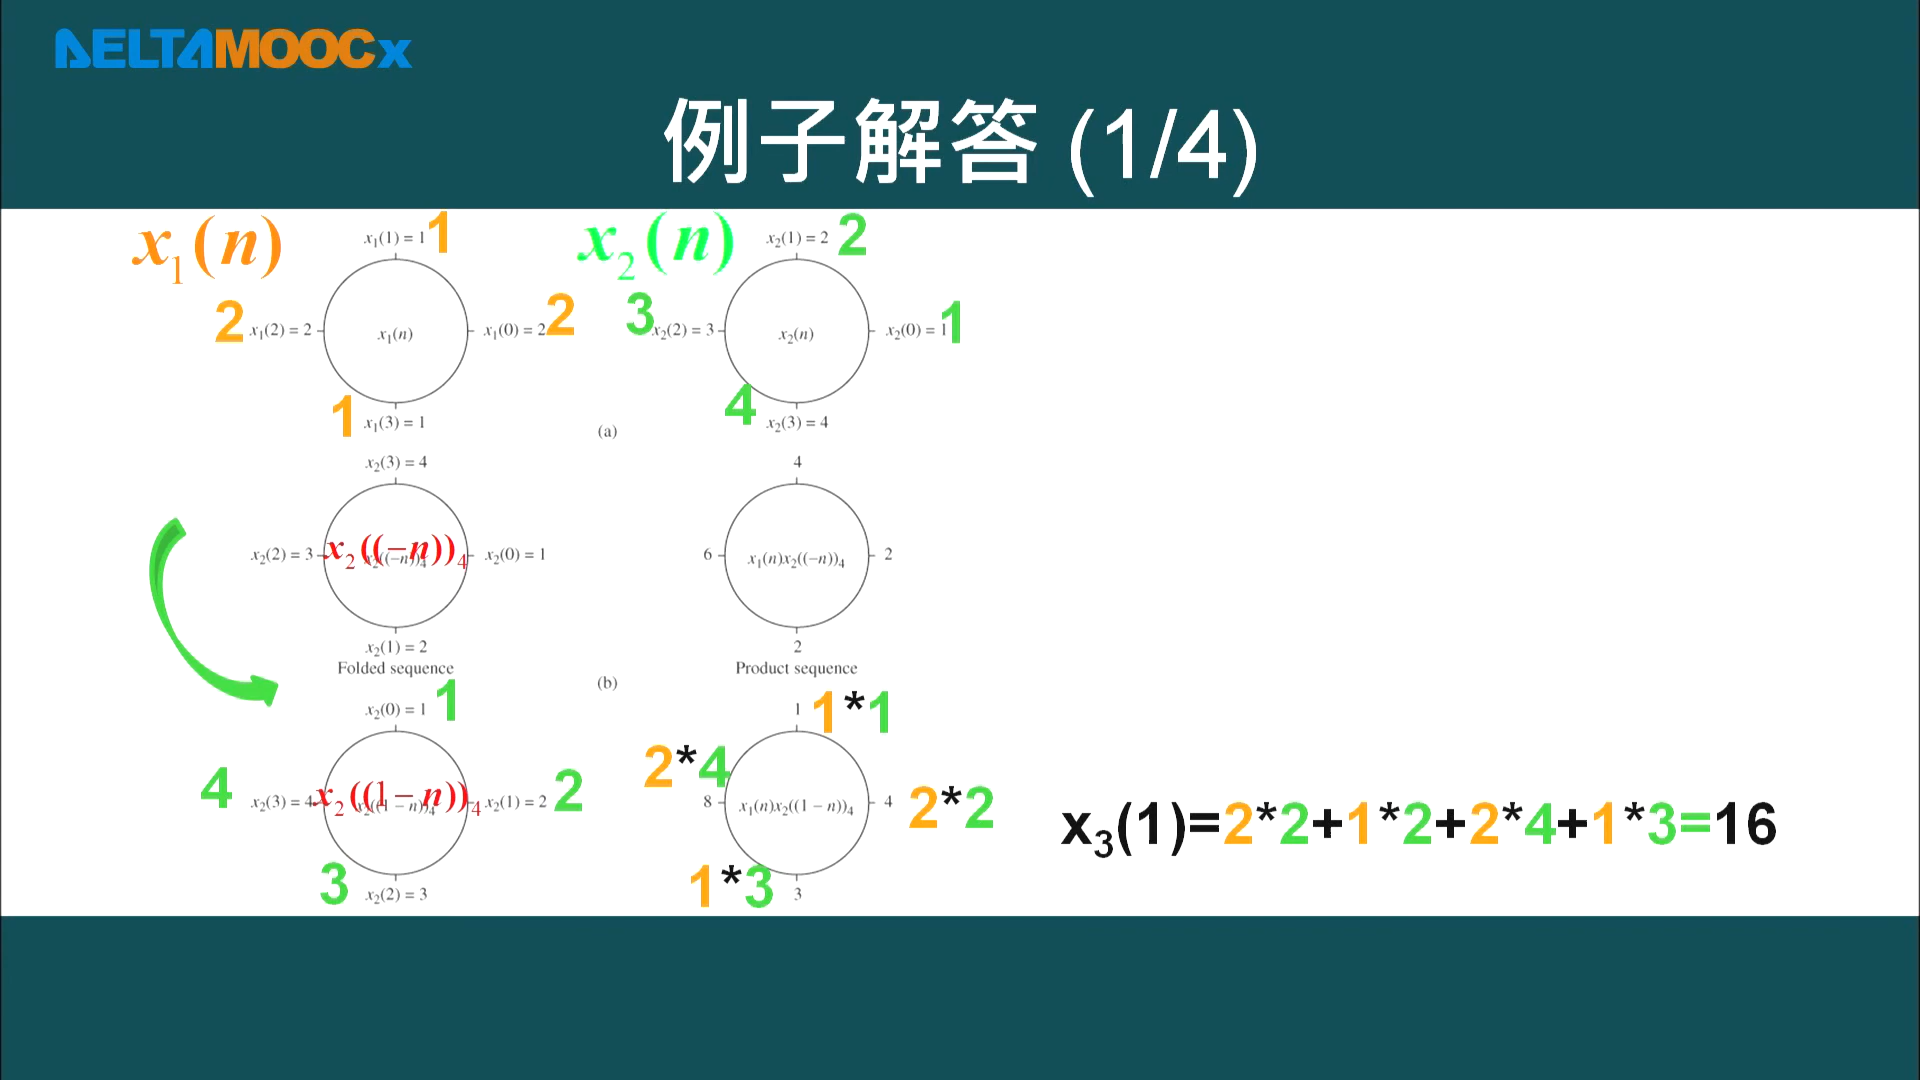 DELTAMOOCx
例子解答 (1/4)
x₁(n)
x₁(1) = 1 1
x₂(n)
x₂(1) = 2 2
2 x₁(2) = 2
x₁(n)
x₁(0) = 2 2
3 x₂(2) = 3
x₂(n)
x₂(0) = 1 1
1 x₁(3) = 1
4 x₂(3) = 4
(a)
x₂(3) = 4
4
x₂(2) = 3
x₂((−n))₄
x₂((−n))₄
x₂(0) = 1
6
x₁(n)x₂((−n))₄
2
x₂(1) = 2
2
Folded sequence
Product sequence
(b)
x₂(0) = 1 1
1 1*1
4 x₂(3) = 4
x₂((1−n))₄
x₂((1 − n))₄
x₂(1) = 2 2
2*4
8
x₁(n)x₂((1 − n))₄
4 2*2
x₃(1)=2*2+1*2+2*4+1*3=16
3 x₂(2) = 3
1*3 3